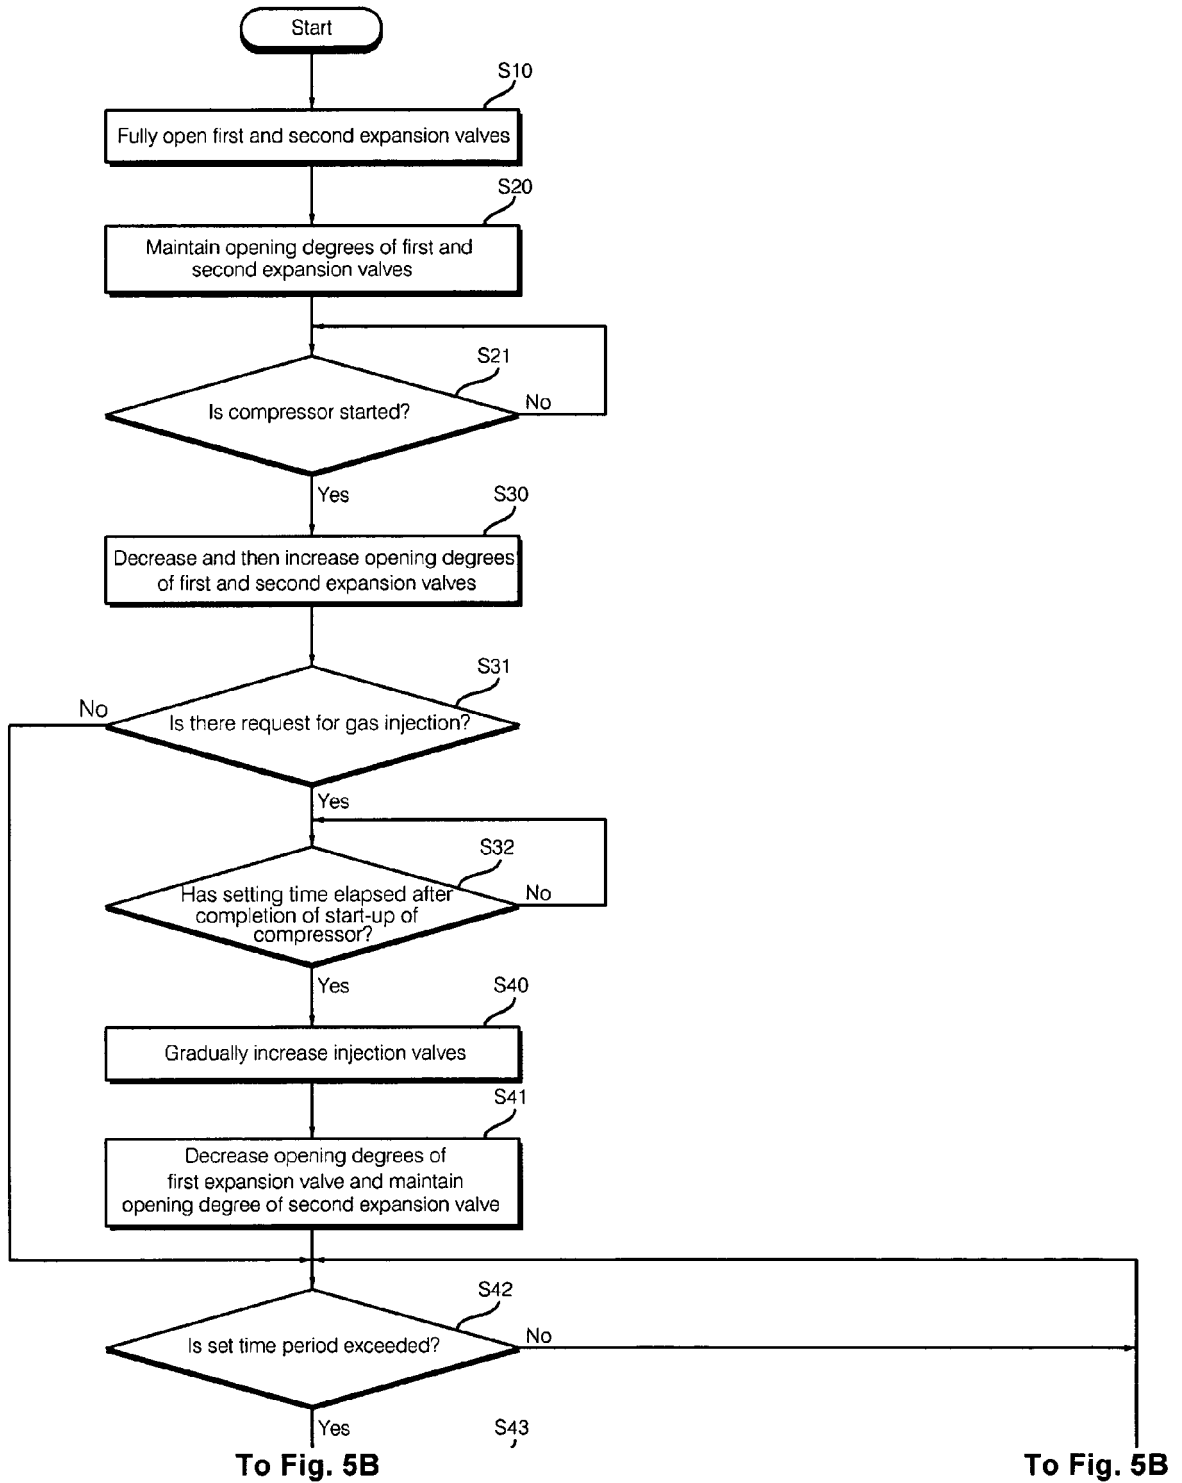 Start
S10
Fully open first and second expansion valves
S20
Maintain opening degrees of first and
second expansion valves
S21
Is compressor started?
No
Yes
S30
Decrease and then increase opening degrees
of first and second expansion valves
S31
No
Is there request for gas injection?
Yes
S32
Has setting time elapsed after
completion of start-up of
compressor?
No
Yes
S40
Gradually increase injection valves
S41
Decrease opening degrees of
first expansion valve and maintain
opening degree of second expansion valve
S42
Is set time period exceeded?
No
Yes
S43
To Fig. 5B
To Fig. 5B